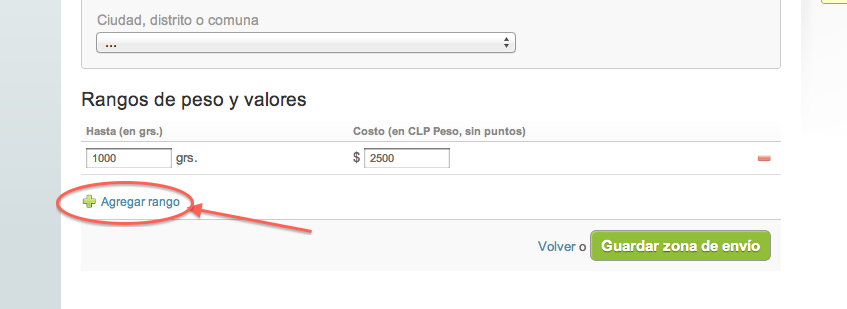 Ciudad, distrito o comuna
...
Rangos de peso y valores
Hasta (en grs.) Costo (en CLP Peso, sin puntos)
1000 grs. $ 2500
Agregar rango
Volver o Guardar zona de envío